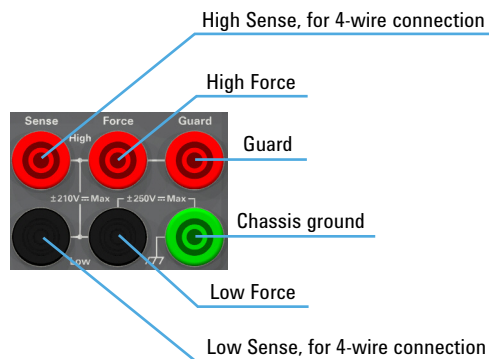 High Sense, for 4-wire connection
High Force
Sense Force Guard
High
Guard
±210V⎓Max ±250V⎓Max
Chassis ground
Low
Low Force
Low Sense, for 4-wire connection